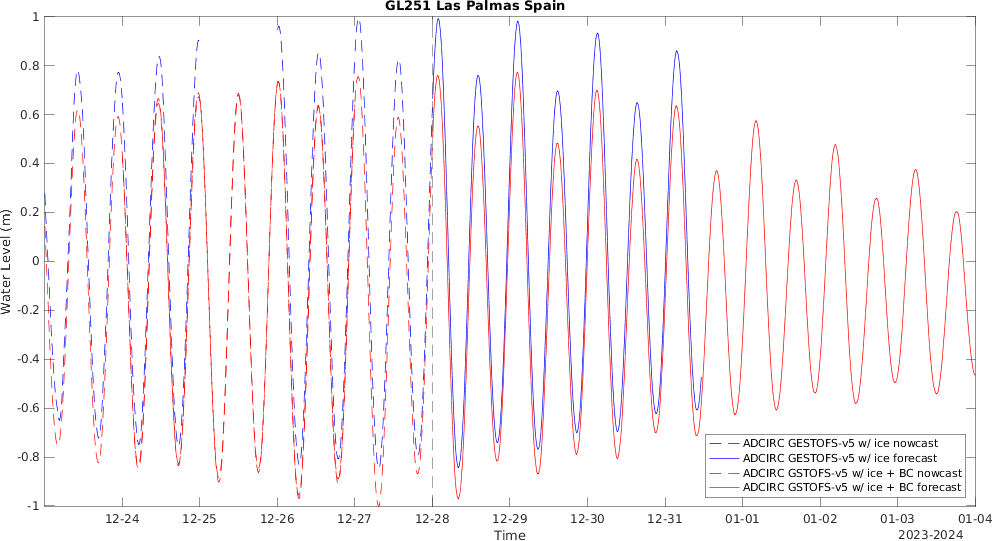 GL251 Las Palmas Spain
Water Level (m)
1
0.8
0.6
0.4
0.2
0
-0.2
-0.4
-0.6
-0.8
-1
ADCIRC GESTOFS-v5 w/ ice nowcast
ADCIRC GESTOFS-v5 w/ ice forecast
ADCIRC GSTOFS-v5 w/ ice + BC nowcast
ADCIRC GSTOFS-v5 w/ ice + BC forecast
12-24 12-25 12-26 12-27 12-28 12-29 12-30 12-31 01-01 01-02 01-03 01-04
Time
2023-2024